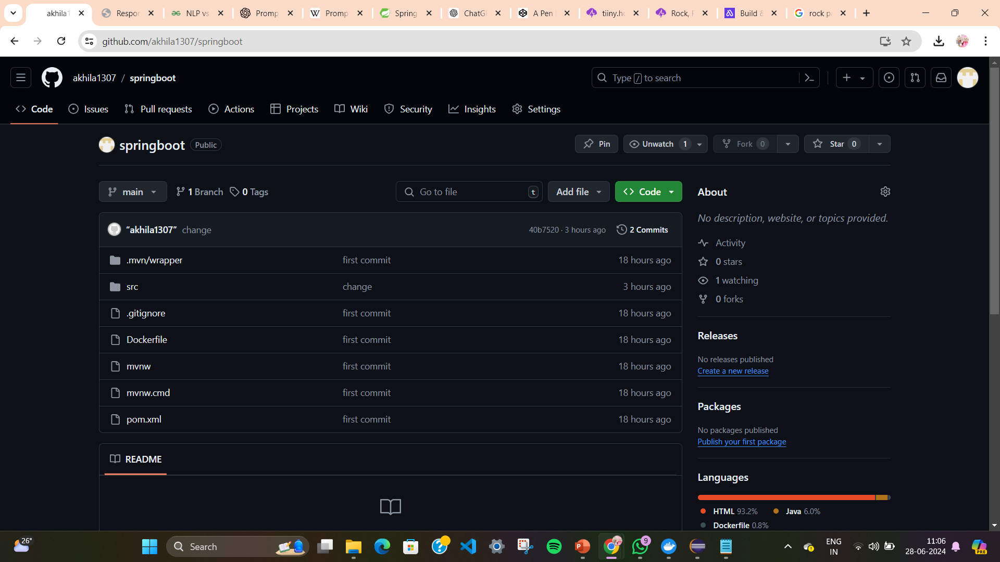 akhila1
Respor
NLP vs
Promp
Promp
Spring
ChatG
A Pen
tiiny.ho
Rock, P
Build &
rock pa
github.com/akhila1307/springboot
akhila1307 / springboot
Type / to search
Code
Issues
Pull requests
Actions
Projects
Wiki
Security
Insights
Settings
springboot Public
Pin
Unwatch 1
Fork 0
Star 0
main
1 Branch
0 Tags
Go to file t
Add file
Code
"akhila1307" change 40b7520 · 3 hours ago 2 Commits
.mvn/wrapper first commit 18 hours ago
src change 3 hours ago
.gitignore first commit 18 hours ago
Dockerfile first commit 18 hours ago
mvnw first commit 18 hours ago
mvnw.cmd first commit 18 hours ago
pom.xml first commit 18 hours ago
README
About
No description, website, or topics provided.
Activity
0 stars
1 watching
0 forks
Releases
No releases published
Create a new release
Packages
No packages published
Publish your first package
Languages
HTML 93.2% Java 6.0%
Dockerfile 0.8%
26°
Search
9
ENG
IN
11:06
28-06-2024
PRE